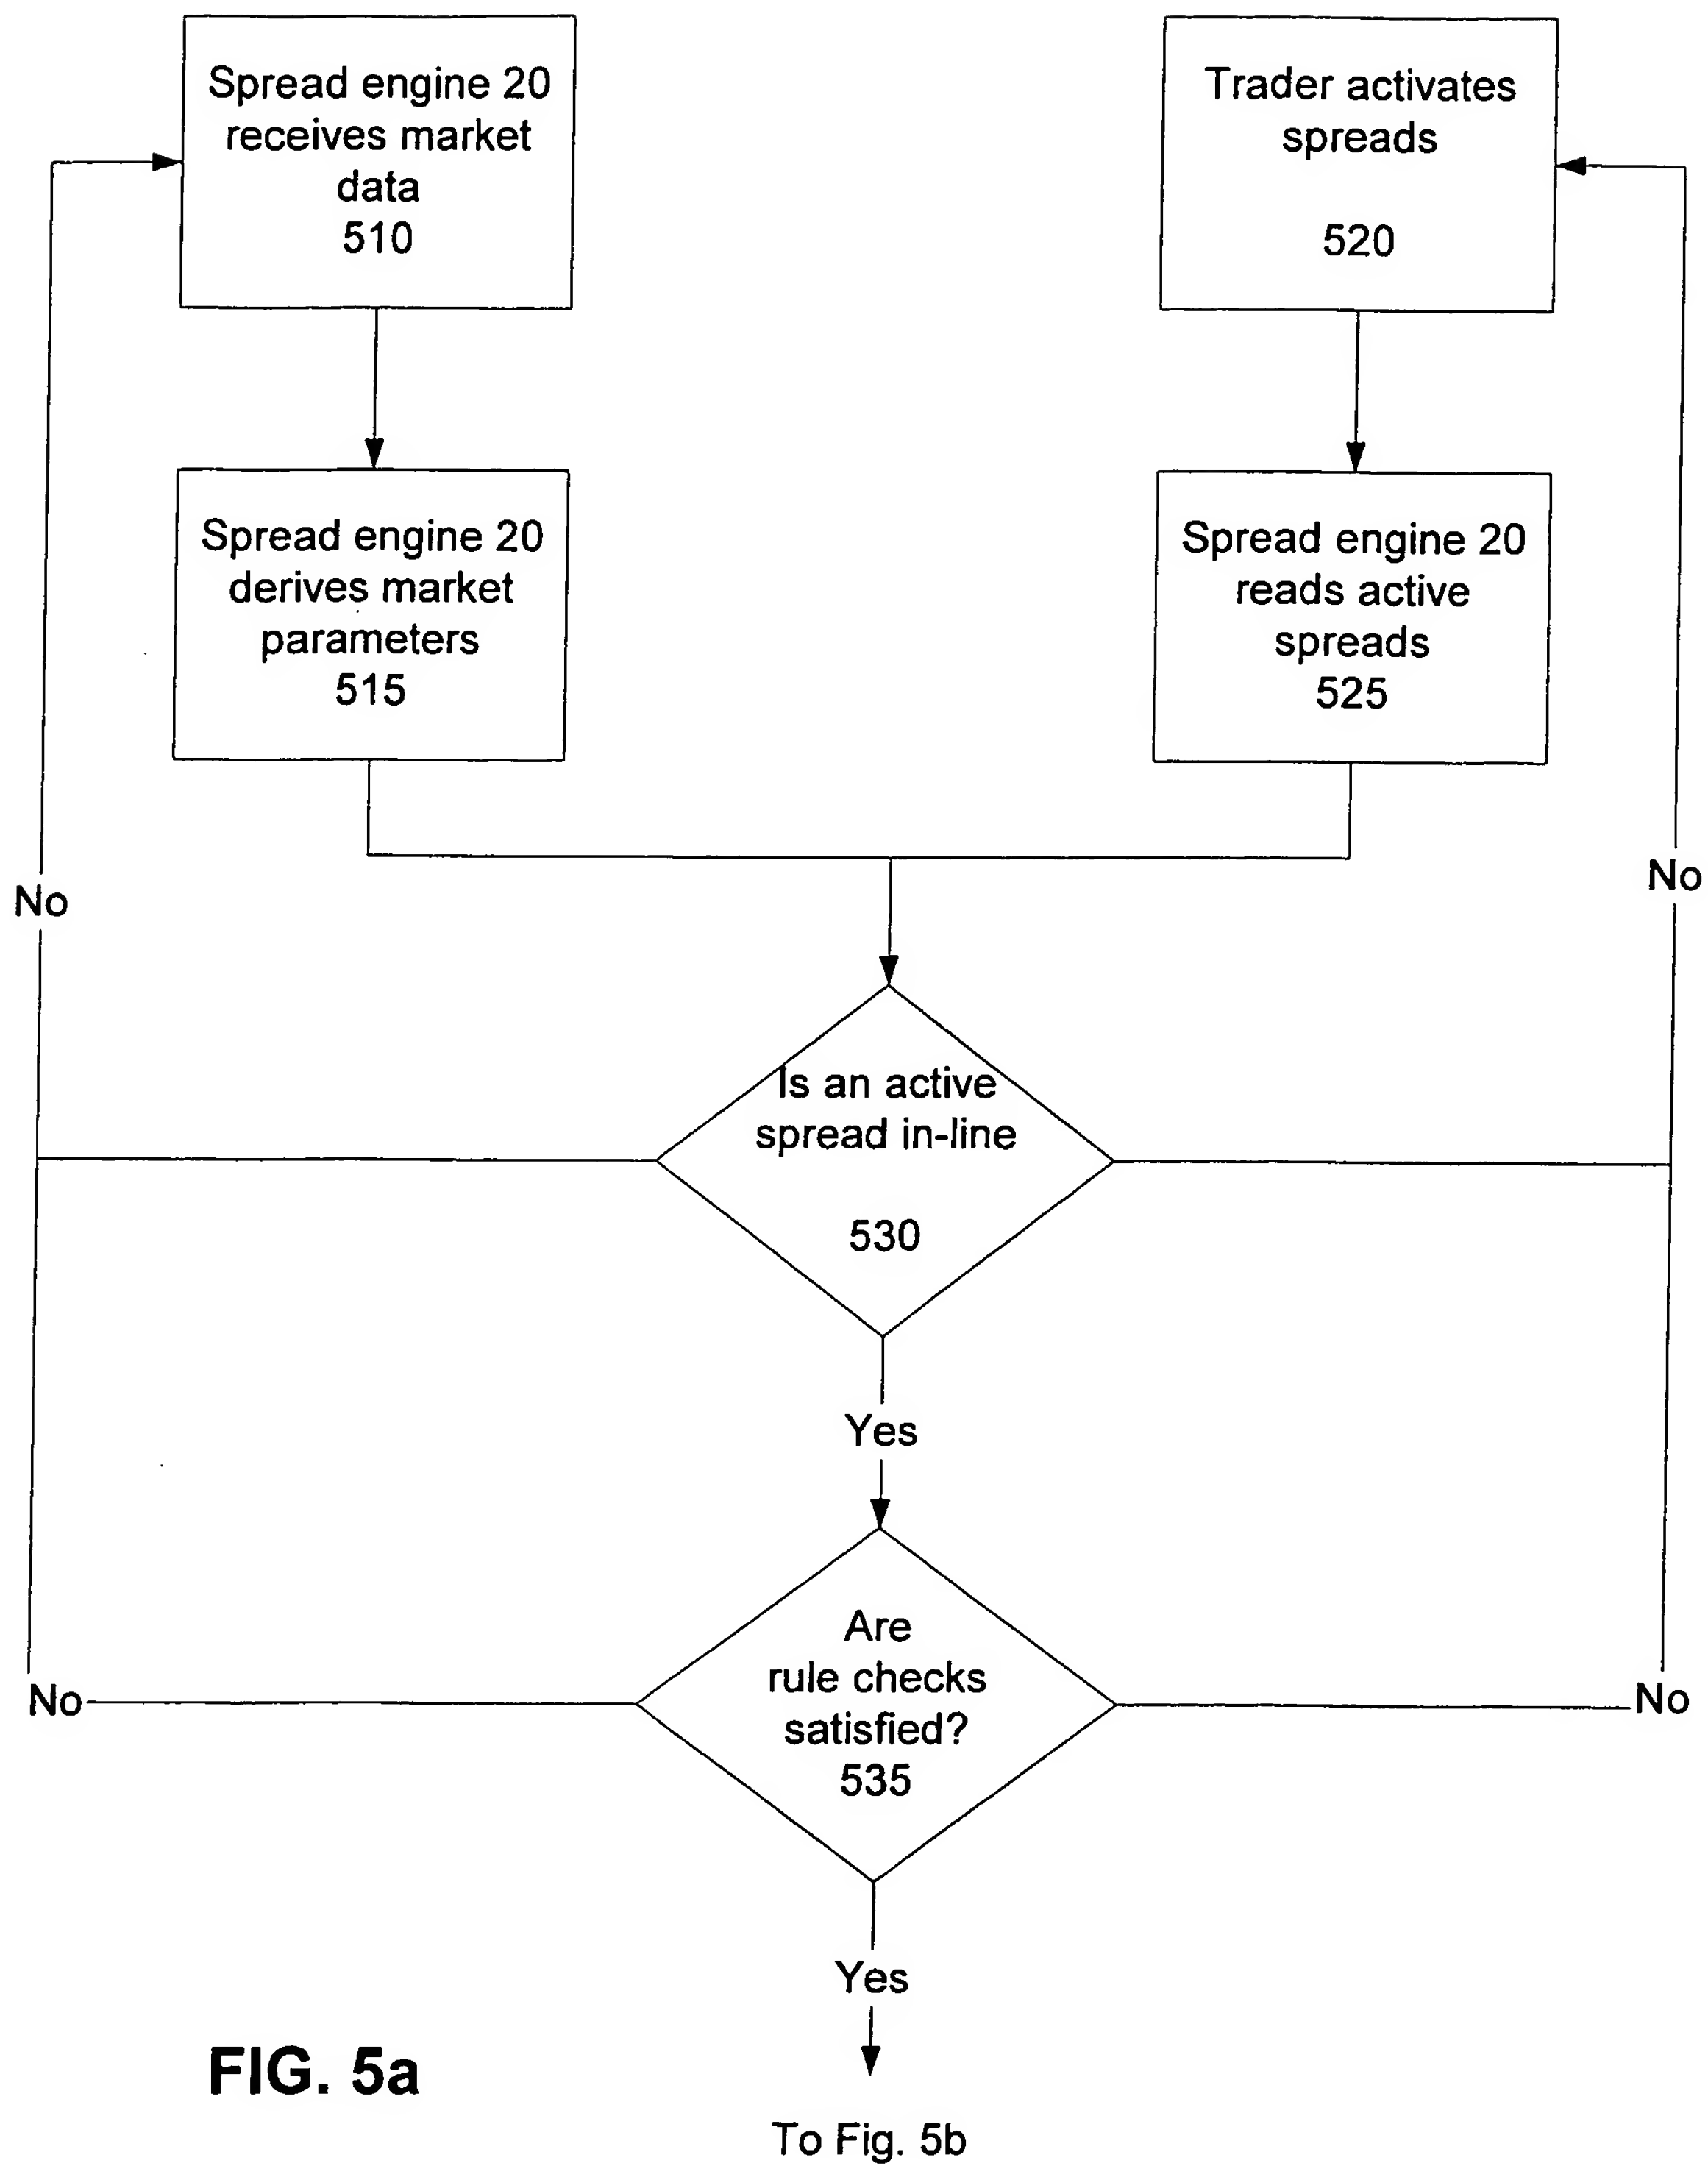 Spread engine 20
receives market
data
510
Trader activates
spreads
520
Spread engine 20
derives market
parameters
515
Spread engine 20
reads active
spreads
525
No
No
Is an active
spread in-line
530
Yes
Are
rule checks
satisfied?
535
No
No
Yes
FIG. 5a
To Fig. 5b